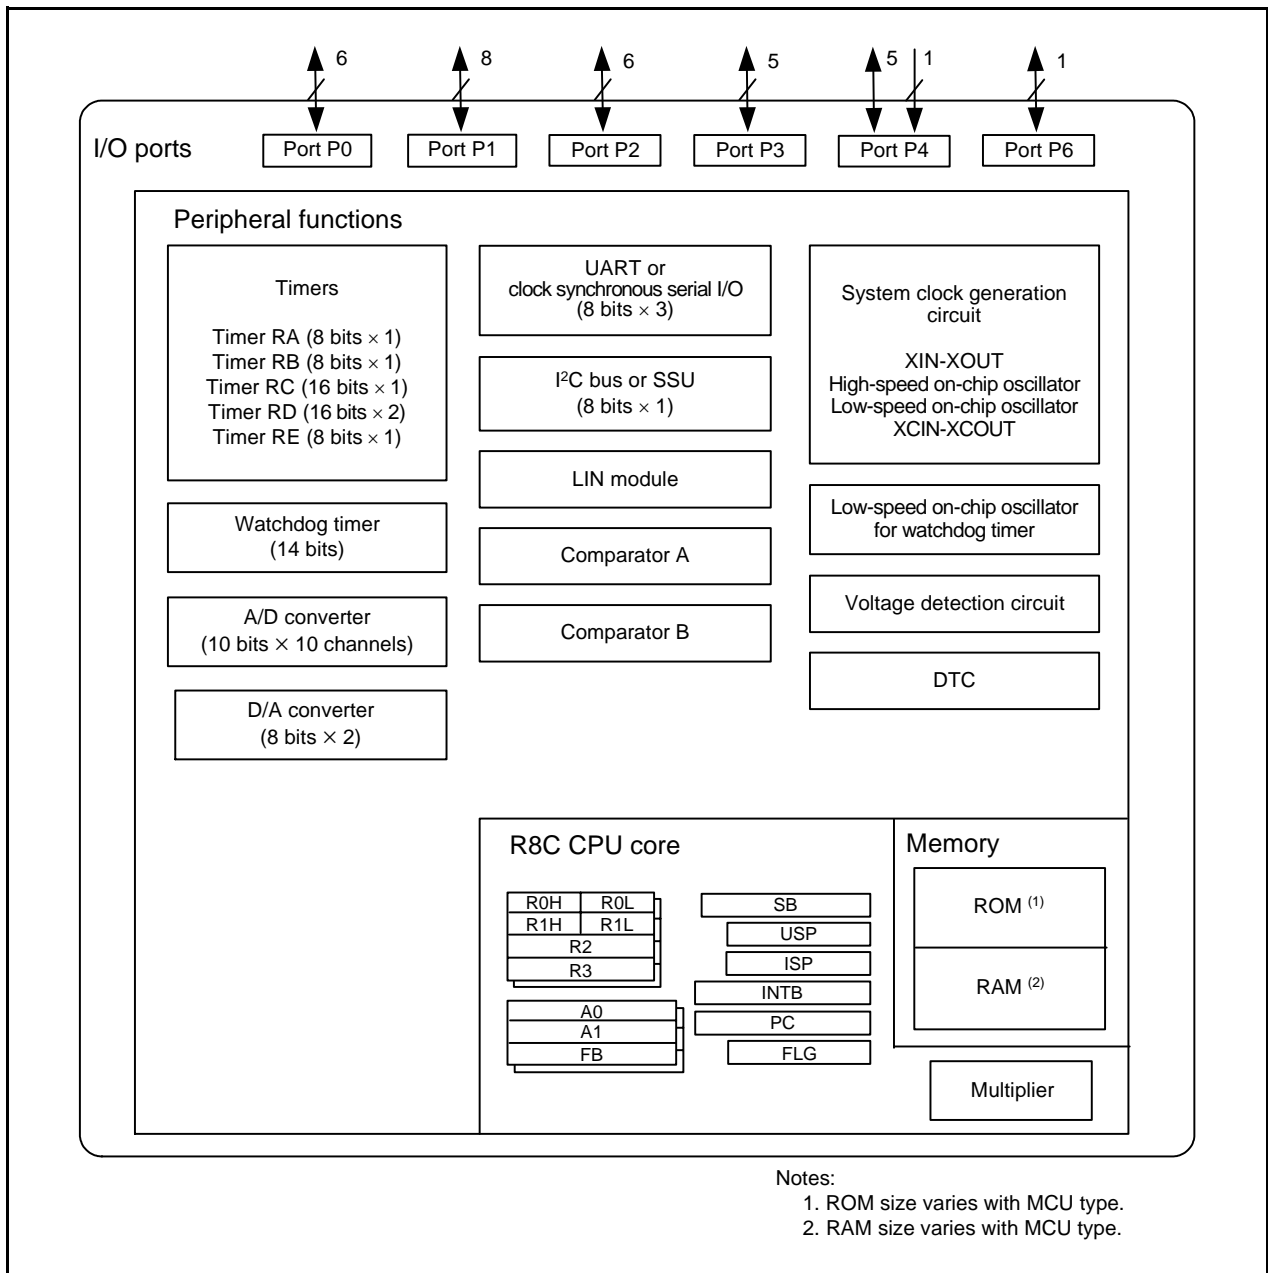 6
8
6
5
5
1
1
I/O ports
Port P0
Port P1
Port P2
Port P3
Port P4
Port P6
Peripheral functions
Timers
Timer RA (8 bits × 1)
Timer RB (8 bits × 1)
Timer RC (16 bits × 1)
Timer RD (16 bits × 2)
Timer RE (8 bits × 1)
Watchdog timer
(14 bits)
A/D converter
(10 bits × 10 channels)
D/A converter
(8 bits × 2)
UART or
clock synchronous serial I/O
(8 bits × 3)
I²C bus or SSU
(8 bits × 1)
LIN module
Comparator A
Comparator B
System clock generation
circuit
XIN-XOUT
High-speed on-chip oscillator
Low-speed on-chip oscillator
XCIN-XCOUT
Low-speed on-chip oscillator
for watchdog timer
Voltage detection circuit
DTC
R8C CPU core
R0H
R0L
R1H
R1L
R2
R3
A0
A1
FB
SB
USP
ISP
INTB
PC
FLG
Memory
ROM (1)
RAM (2)
Multiplier
Notes:
1. ROM size varies with MCU type.
2. RAM size varies with MCU type.